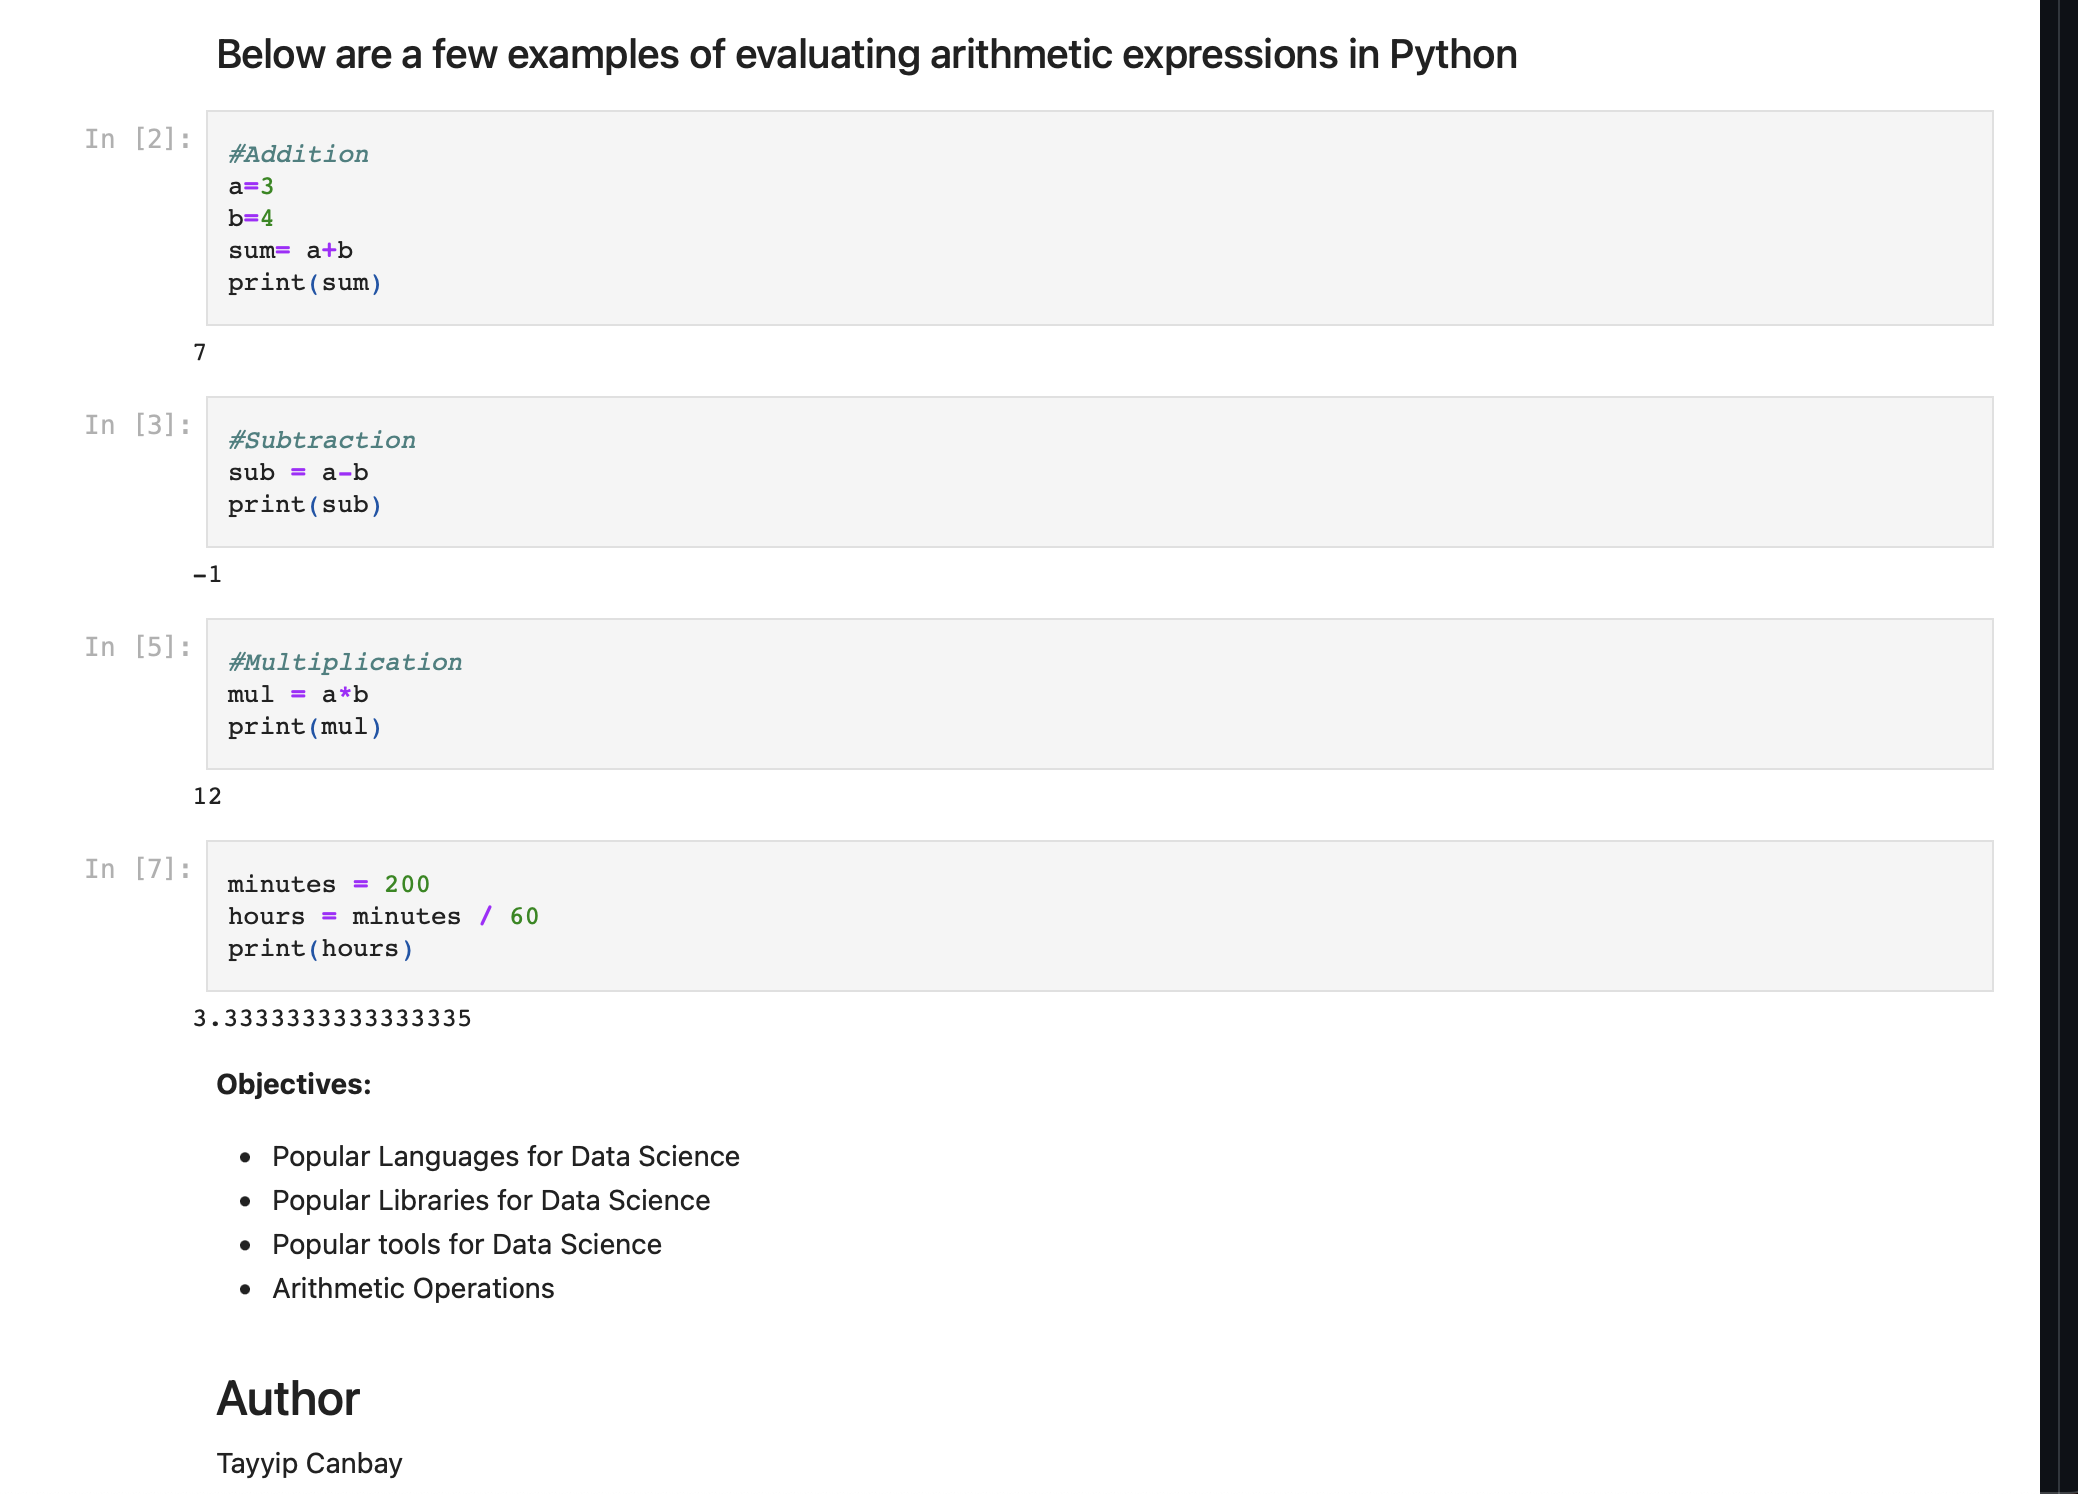 Below are a few examples of evaluating arithmetic expressions in Python
In [2]:
#Addition
a=3
b=4
sum= a+b
print(sum)
7
In [3]:
#Subtraction
sub = a-b
print(sub)
-1
In [5]:
#Multiplication
mul = a*b
print(mul)
12
In [7]:
minutes = 200
hours = minutes / 60
print(hours)
3.3333333333333335
Objectives:
• Popular Languages for Data Science
• Popular Libraries for Data Science
• Popular tools for Data Science
• Arithmetic Operations
Author
Tayyip Canbay